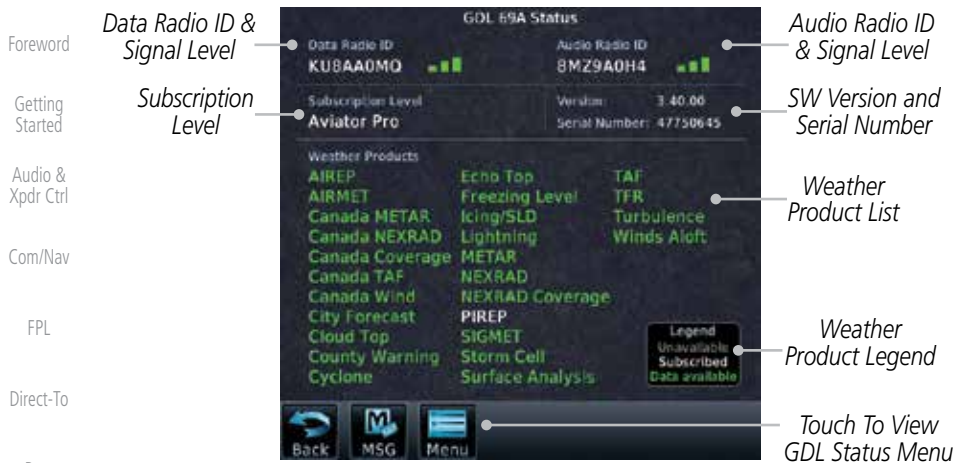 Foreword
Getting
Started
Audio &
Xpdr Ctrl
Com/Nav
FPL
Direct-To
Data Radio ID &
Signal Level
Subscription
Level
GDL 69A Status
Data Radio ID
KU8AA0MQ
Audio Radio ID
8MZ9A0H4
Subscription Level
Aviator Pro
Version: 3.40.00
Serial Number: 47750645
Weather Products
AIREP
AIRMET
Canada METAR
Canada NEXRAD
Canada Coverage
Canada TAF
Canada Wind
City Forecast
Cloud Top
County Warning
Cyclone
Echo Top
Freezing Level
Icing/SLD
Lightning
METAR
NEXRAD
NEXRAD Coverage
PIREP
SIGMET
Storm Cell
Surface Analysis
TAF
TFR
Turbulence
Winds Aloft
Legend
Unavailable
Subscribed
Data available
Back
MSG
Menu
Audio Radio ID
& Signal Level
SW Version and
Serial Number
Weather
Product List
Weather
Product Legend
Touch To View
GDL Status Menu